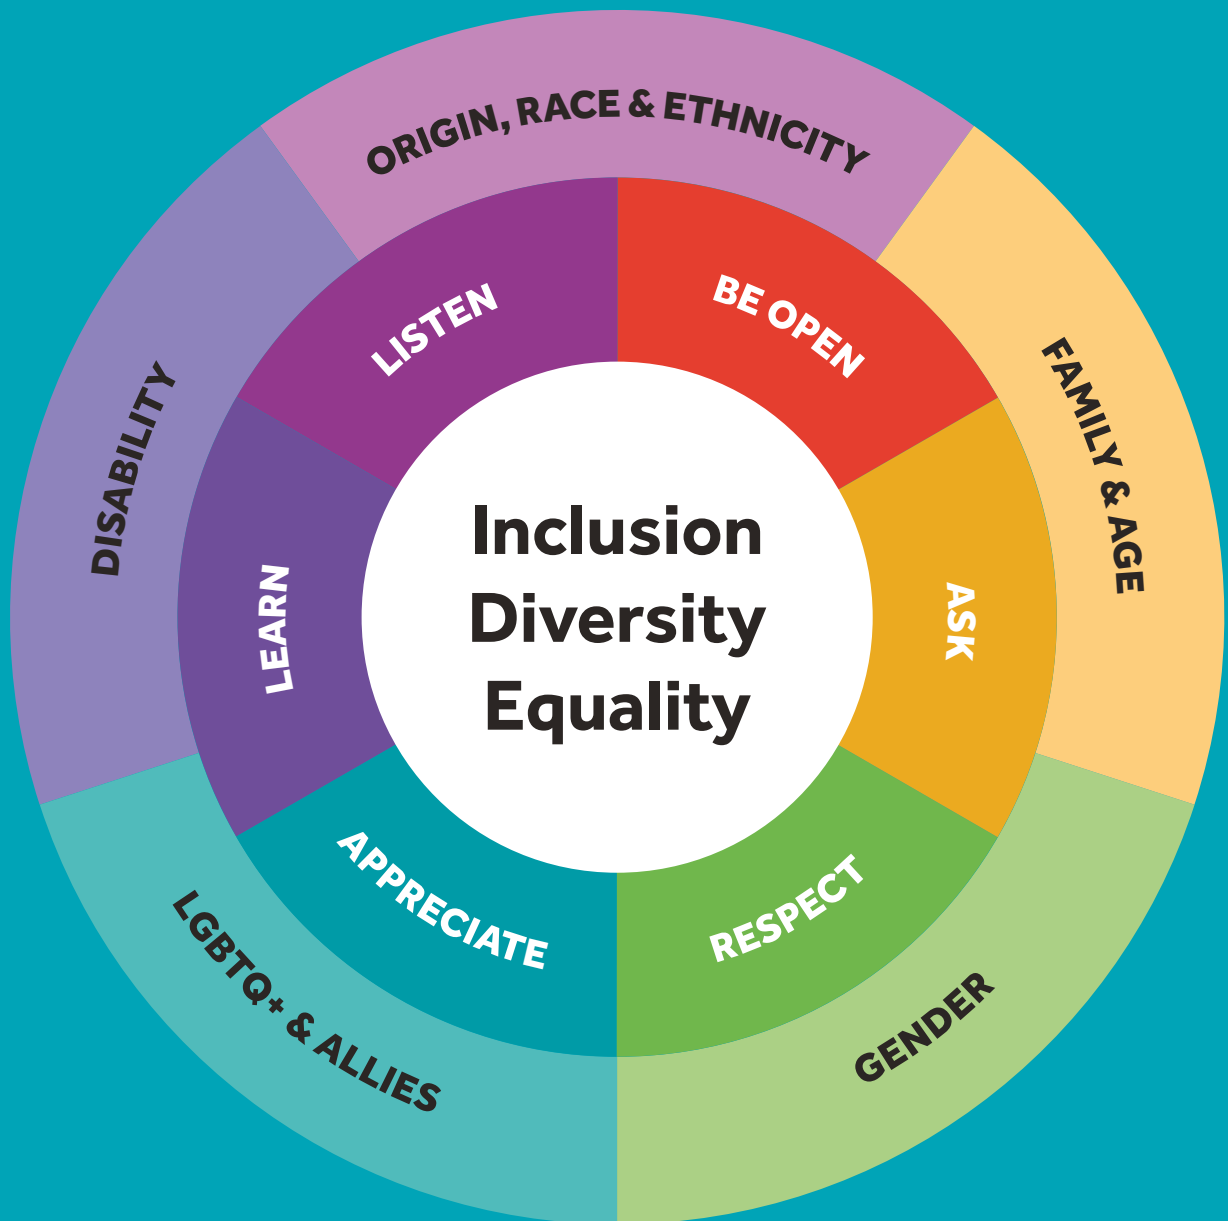 ORIGIN, RACE & ETHNICITY
FAMILY & AGE
GENDER
LGBTQ+ & ALLIES
DISABILITY
LISTEN
BE OPEN
ASK
RESPECT
APPRECIATE
LEARN
Inclusion
Diversity
Equality